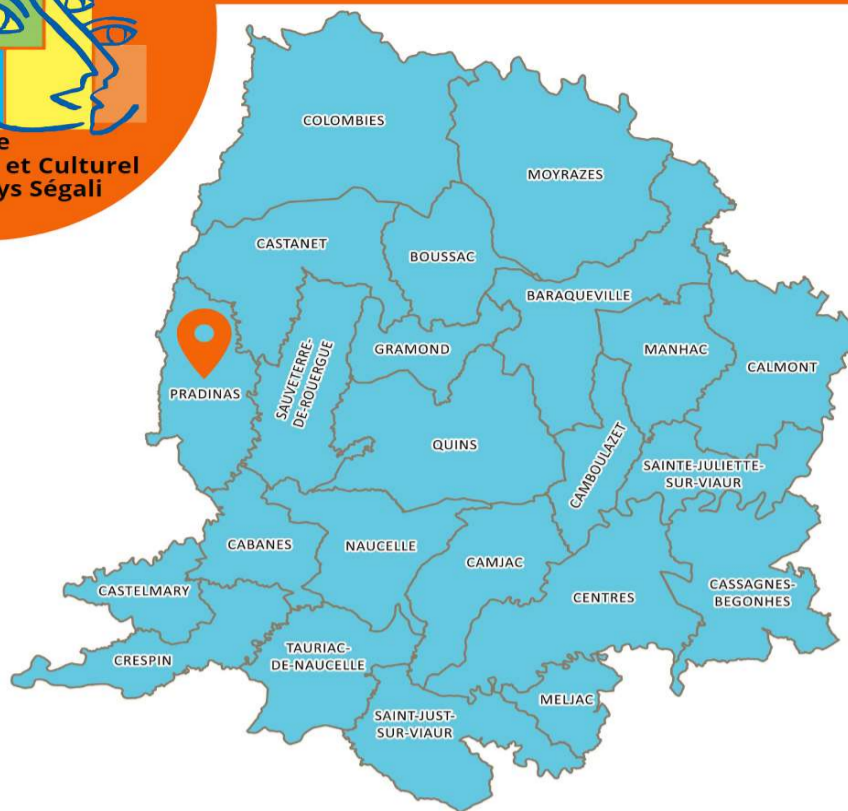 e
et Culturel
ys Ségali
COLOMBIES
MOYRAZES
CASTANET
BOUSSAC
BARAQUEVILLE
GRAMOND
MANHAC
CALMONT
SAUVETERRE-
DE-ROUERGUE
PRADINAS
QUINS
CAMBOULAZET
SAINTE-JULIETTE-
SUR-VIAUR
CABANES
NAUCELLE
CAMJAC
CASTELMARY
CENTRES
CASSAGNES-
BEGONHES
CRESPIN
TAURIAC-
DE-NAUCELLE
MELJAC
SAINT-JUST-
SUR-VIAUR